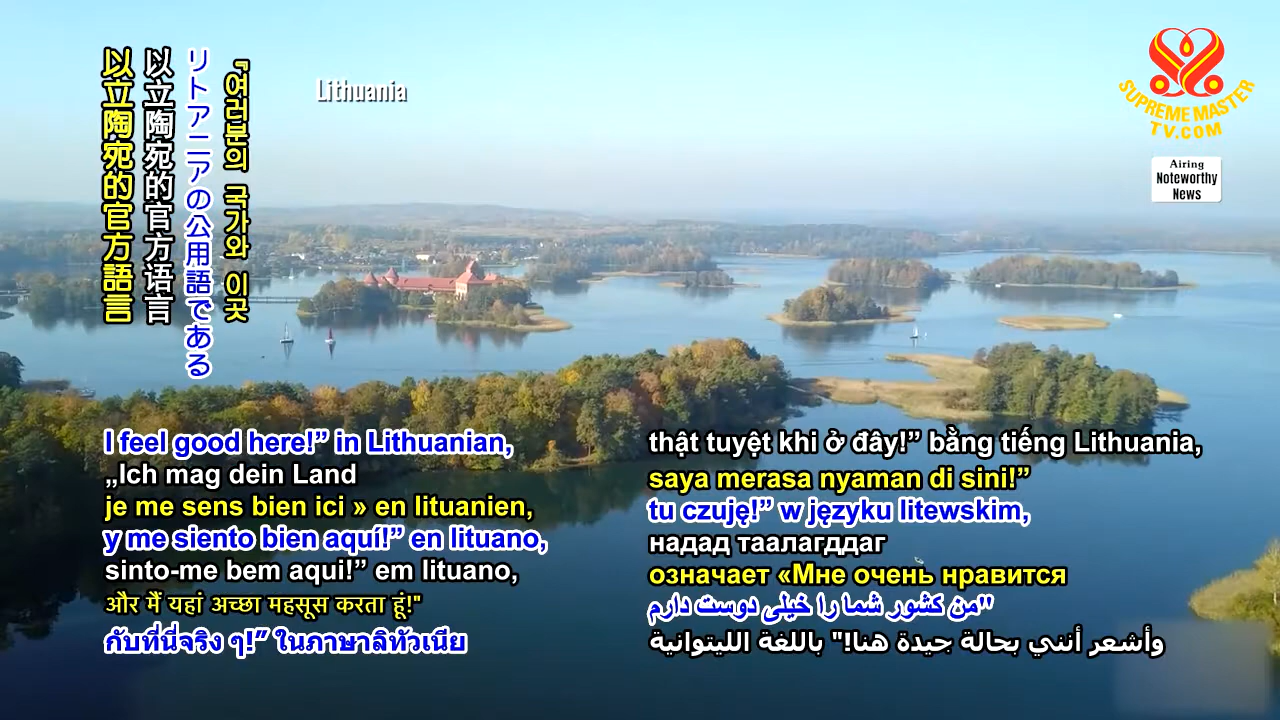 以立陶宛的官方語言
以立陶宛的官方语言
リトアニアの公用語である
『여러분의 국가와 이곳
Lithuania
SUPREME MASTER
TV.COM
Airing
Noteworthy
News
I feel good here!” in Lithuanian,
„Ich mag dein Land
je me sens bien ici » en lituanien,
y me siento bien aquí!” en lituano,
sinto-me bem aqui!” em lituano,
और मैं यहां अच्छा महसूस करता हूं!"
กับที่นี่จริง ๆ!” ในภาษาลิทัวเนีย
thật tuyệt khi ở đây!” bằng tiếng Lithuania,
saya merasa nyaman di sini!”
tu czuję!” w języku litewskim,
надад таалагддаг
означает «Мне очень нравится
"من کشور شما را خیلی دوست دارم
وأشعر أنني بحالة جيدة هنا!" باللغة الليتوانية